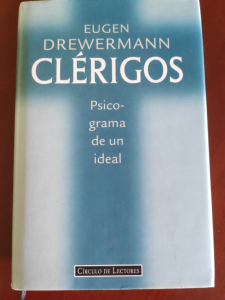 EUGEN
DREWERMANN
CLÉRIGOS
Psico-
grama
de un
ideal
CÍRCULO DE LECTORES